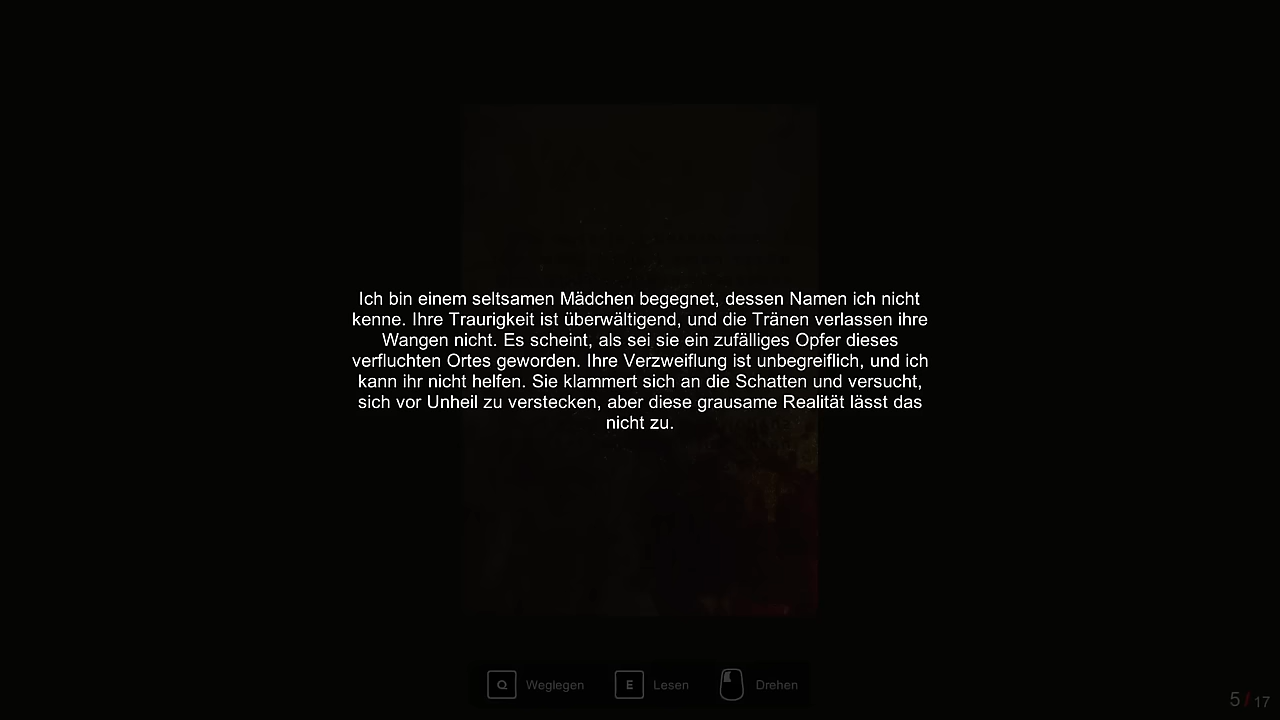 Ich bin einem seltsamen Mädchen begegnet, dessen Namen ich nicht
kenne. Ihre Traurigkeit ist überwältigend, und die Tränen verlassen ihre
Wangen nicht. Es scheint, als sei sie ein zufälliges Opfer dieses
verfluchten Ortes geworden. Ihre Verzweiflung ist unbegreiflich, und ich
kann ihr nicht helfen. Sie klammert sich an die Schatten und versucht,
sich vor Unheil zu verstecken, aber diese grausame Realität lässt das
nicht zu.
Q Weglegen E Lesen Drehen
5 / 17